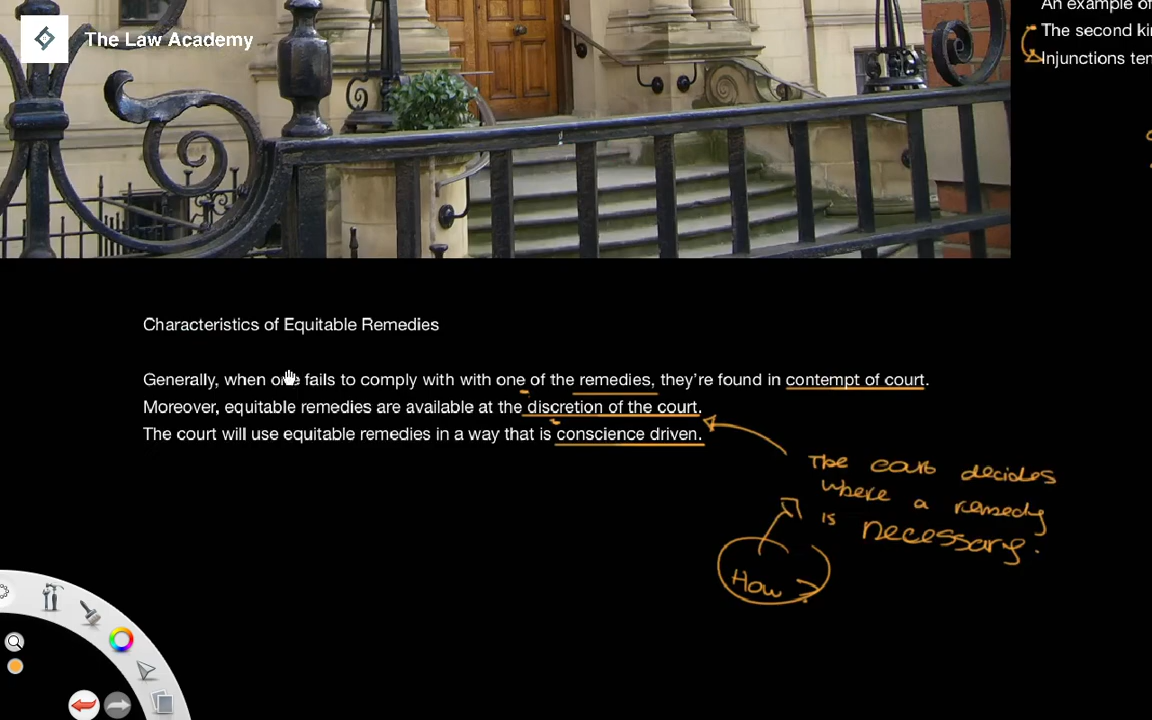 The Law Academy
An example of
The second ki
Injunctions ten
Characteristics of Equitable Remedies
Generally, when one fails to comply with with one of the remedies, they're found in contempt of court.
Moreover, equitable remedies are available at the discretion of the court.
The court will use equitable remedies in a way that is conscience driven.
The court decides
where a remedy
is necessary.
How ?